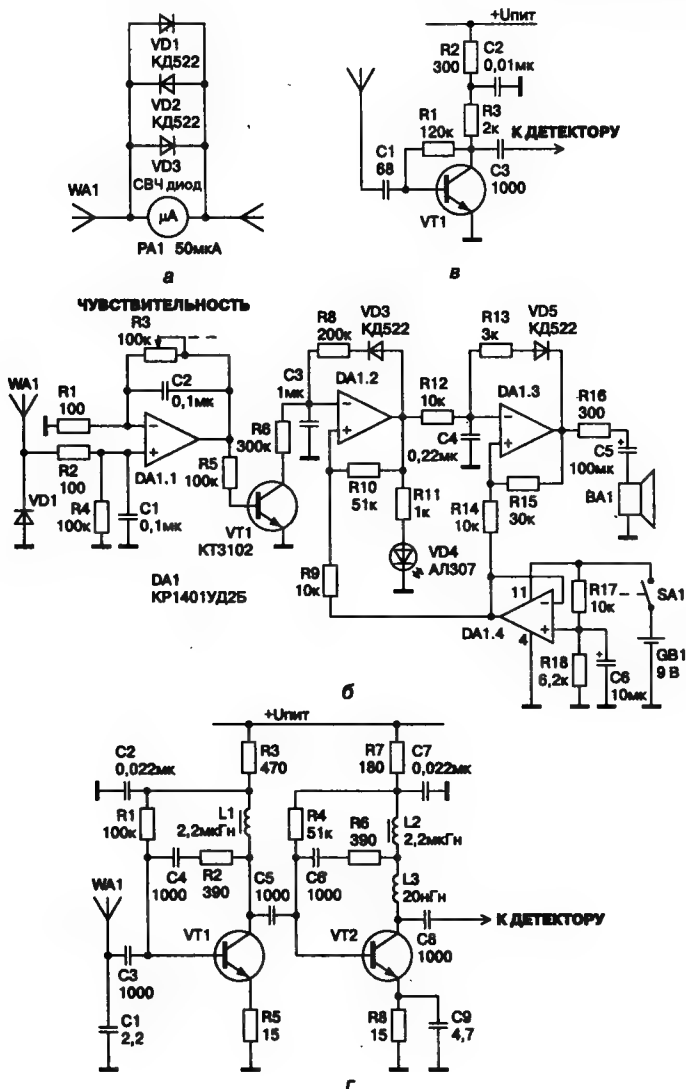 VD1
КД522
VD2
КД522
VD3
СВЧ диод
WA1
μA
PA1 50мкА
а
+Uпит
R2
300
C2
0,01мк
R1
120к
R3
2к
К ДЕТЕКТОРУ
C1
68
C3
1000
VT1
в
ЧУВСТВИТЕЛЬНОСТЬ
R3
100к
WA1
R1
100
C2
0,1мк
R2
100
DA1.1
VD1
R4
100к
C1
0,1мк
R5
100к
R6
300к
C3
1мк
VT1
КТ3102
R8
200к
VD3
КД522
DA1.2
R12
10к
R10
51к
R11
1к
VD4
АЛ307
R9
10к
DA1
КР1401УД2Б
C4
0,22мк
R13
3к
VD5
КД522
DA1.3
R16
300
C5
100мк
BA1
R14
10к
R15
30к
11
4
DA1.4
R17
10к
SA1
R18
6,2к
C6
10мк
GB1
9 В
б
+Uпит
C2
0,022мк
R3
470
R7
180
C7
0,022мк
R1
100к
L1
2,2мкГн
R4
51к
R6
390
L2
2,2мкГн
C4
1000
R2
390
C5
1000
C6
1000
L3
20нГн
WA1
VT1
VT2
К ДЕТЕКТОРУ
C8
1000
C3
1000
C1
2,2
R5
15
R8
15
C9
4,7
г